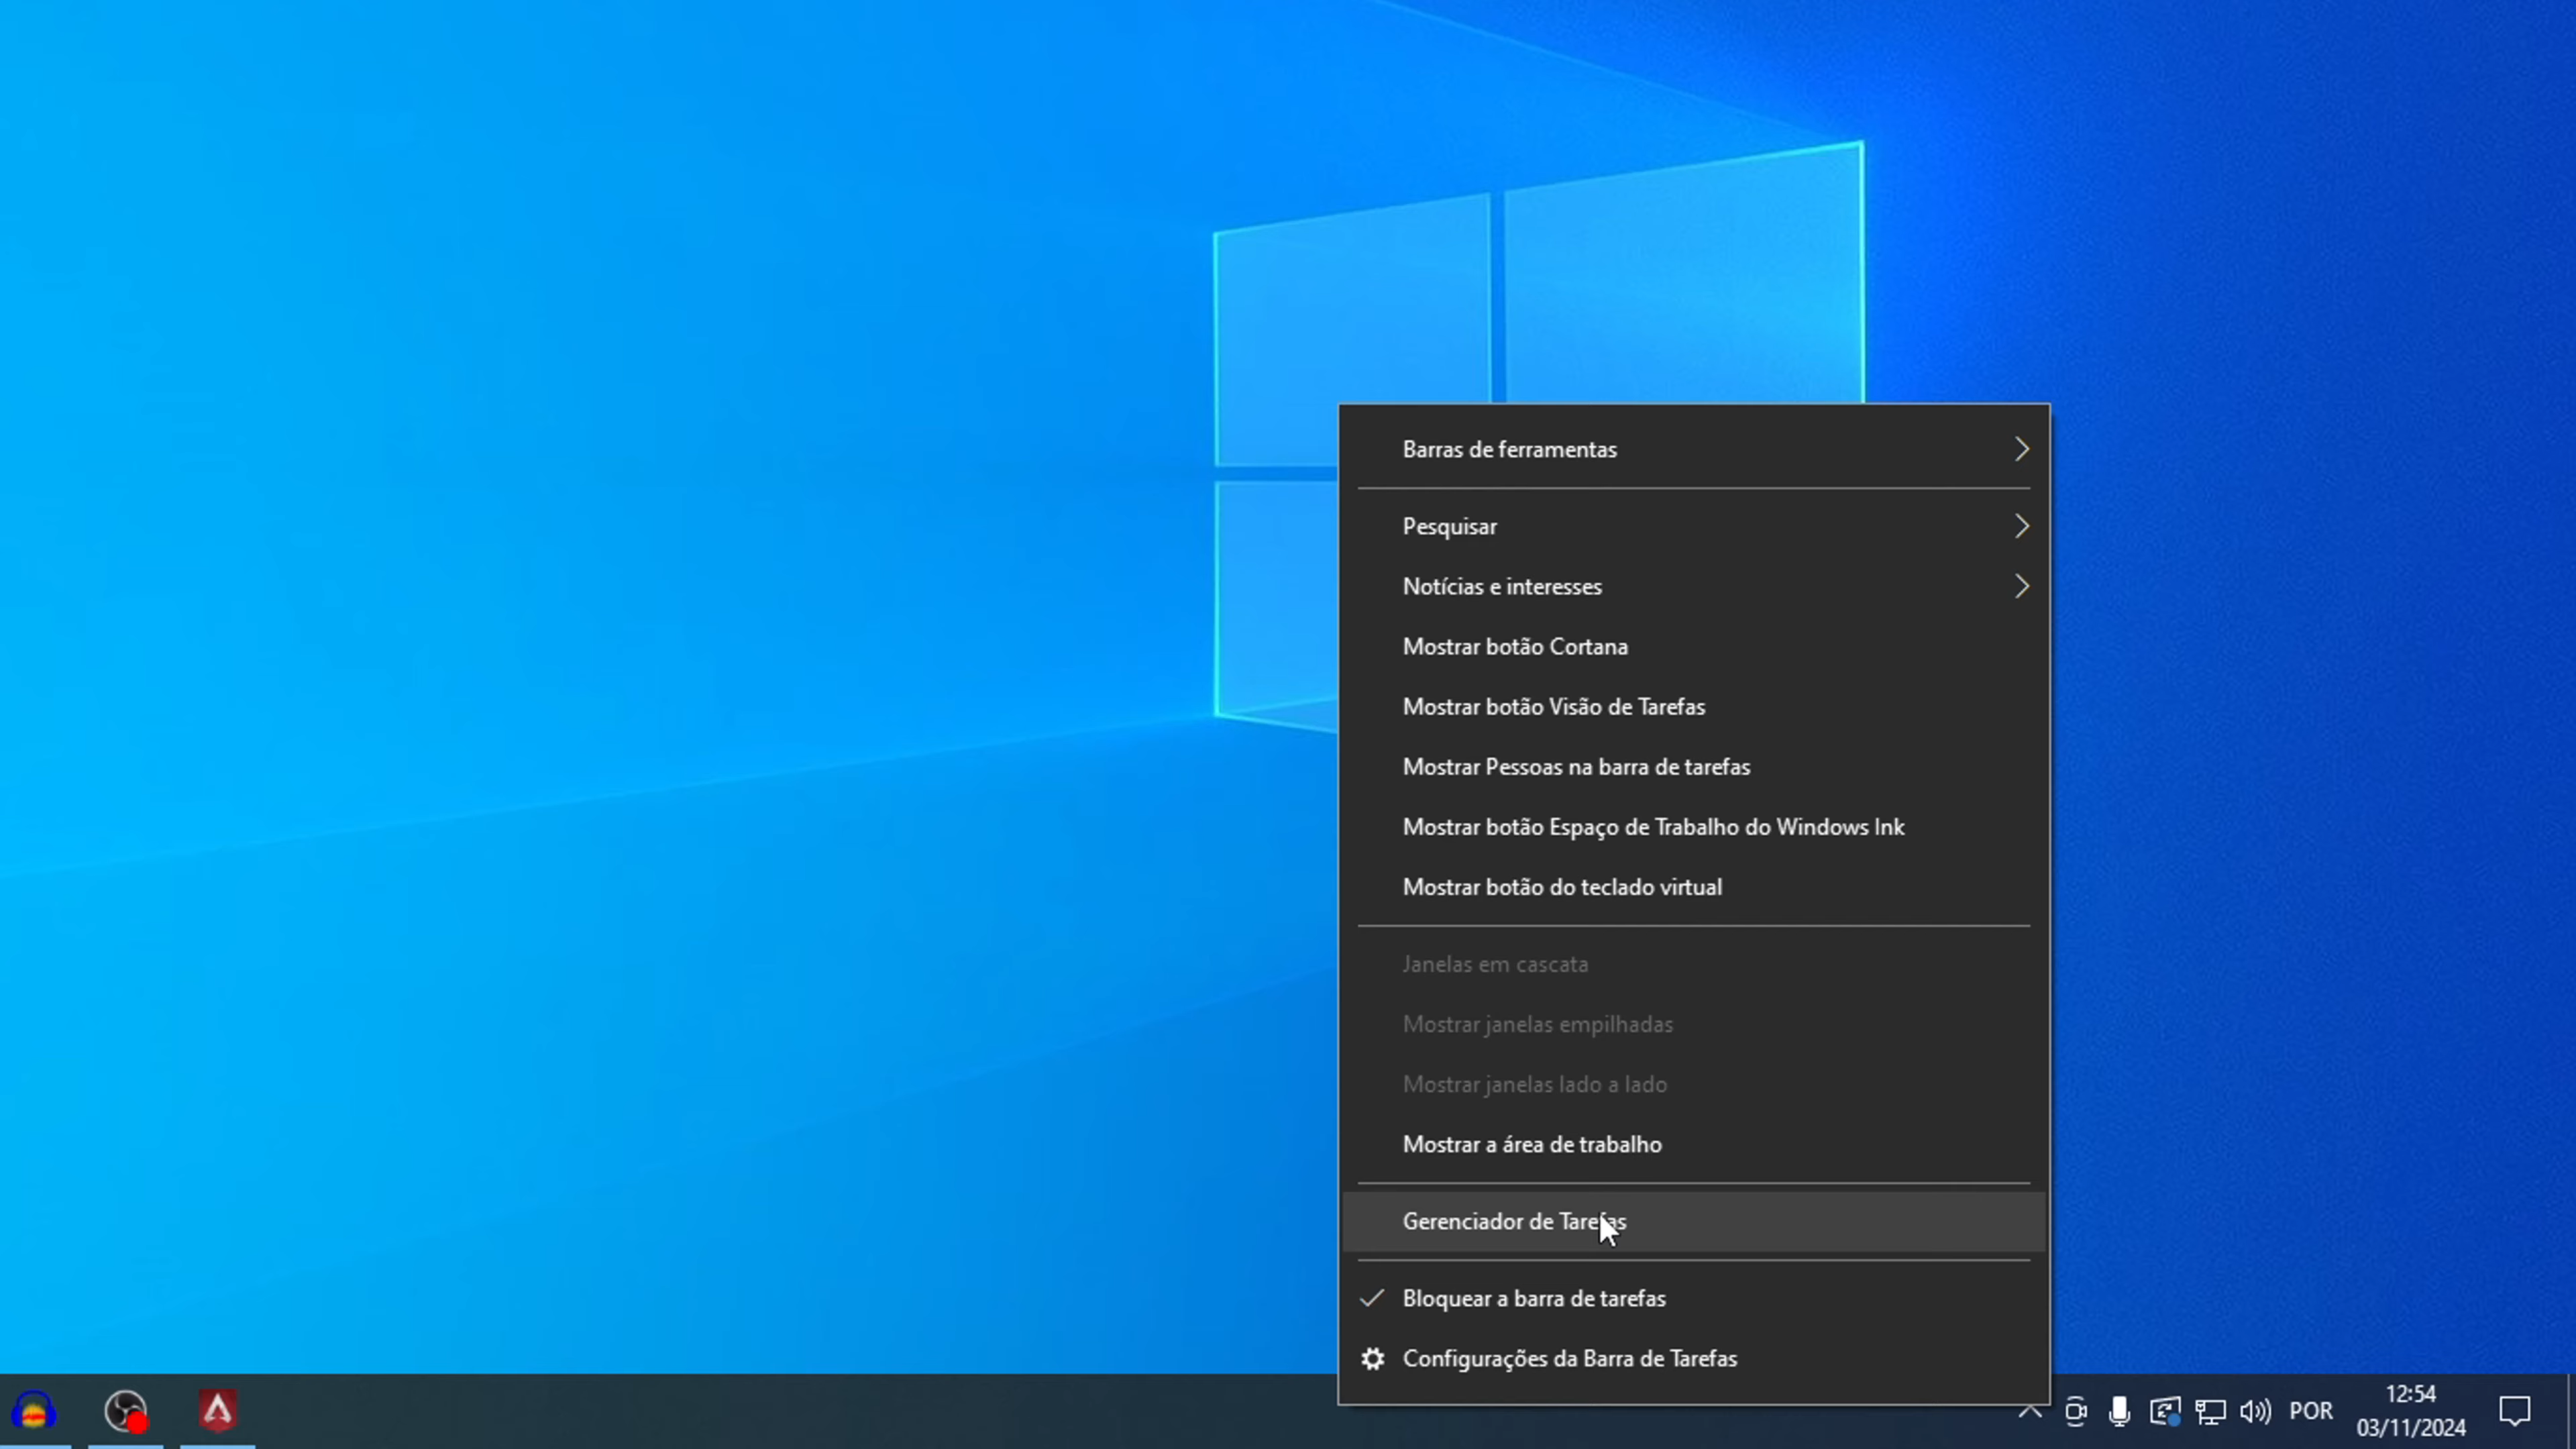 Barras de ferramentas
Pesquisar
Notícias e interesses
Mostrar botão Cortana
Mostrar botão Visão de Tarefas
Mostrar Pessoas na barra de tarefas
Mostrar botão Espaço de Trabalho do Windows Ink
Mostrar botão do teclado virtual
Janelas em cascata
Mostrar janelas empilhadas
Mostrar janelas lado a lado
Mostrar a área de trabalho
Gerenciador de Tarefas
Bloquear a barra de tarefas
Configurações da Barra de Tarefas
POR
12:54
03/11/2024